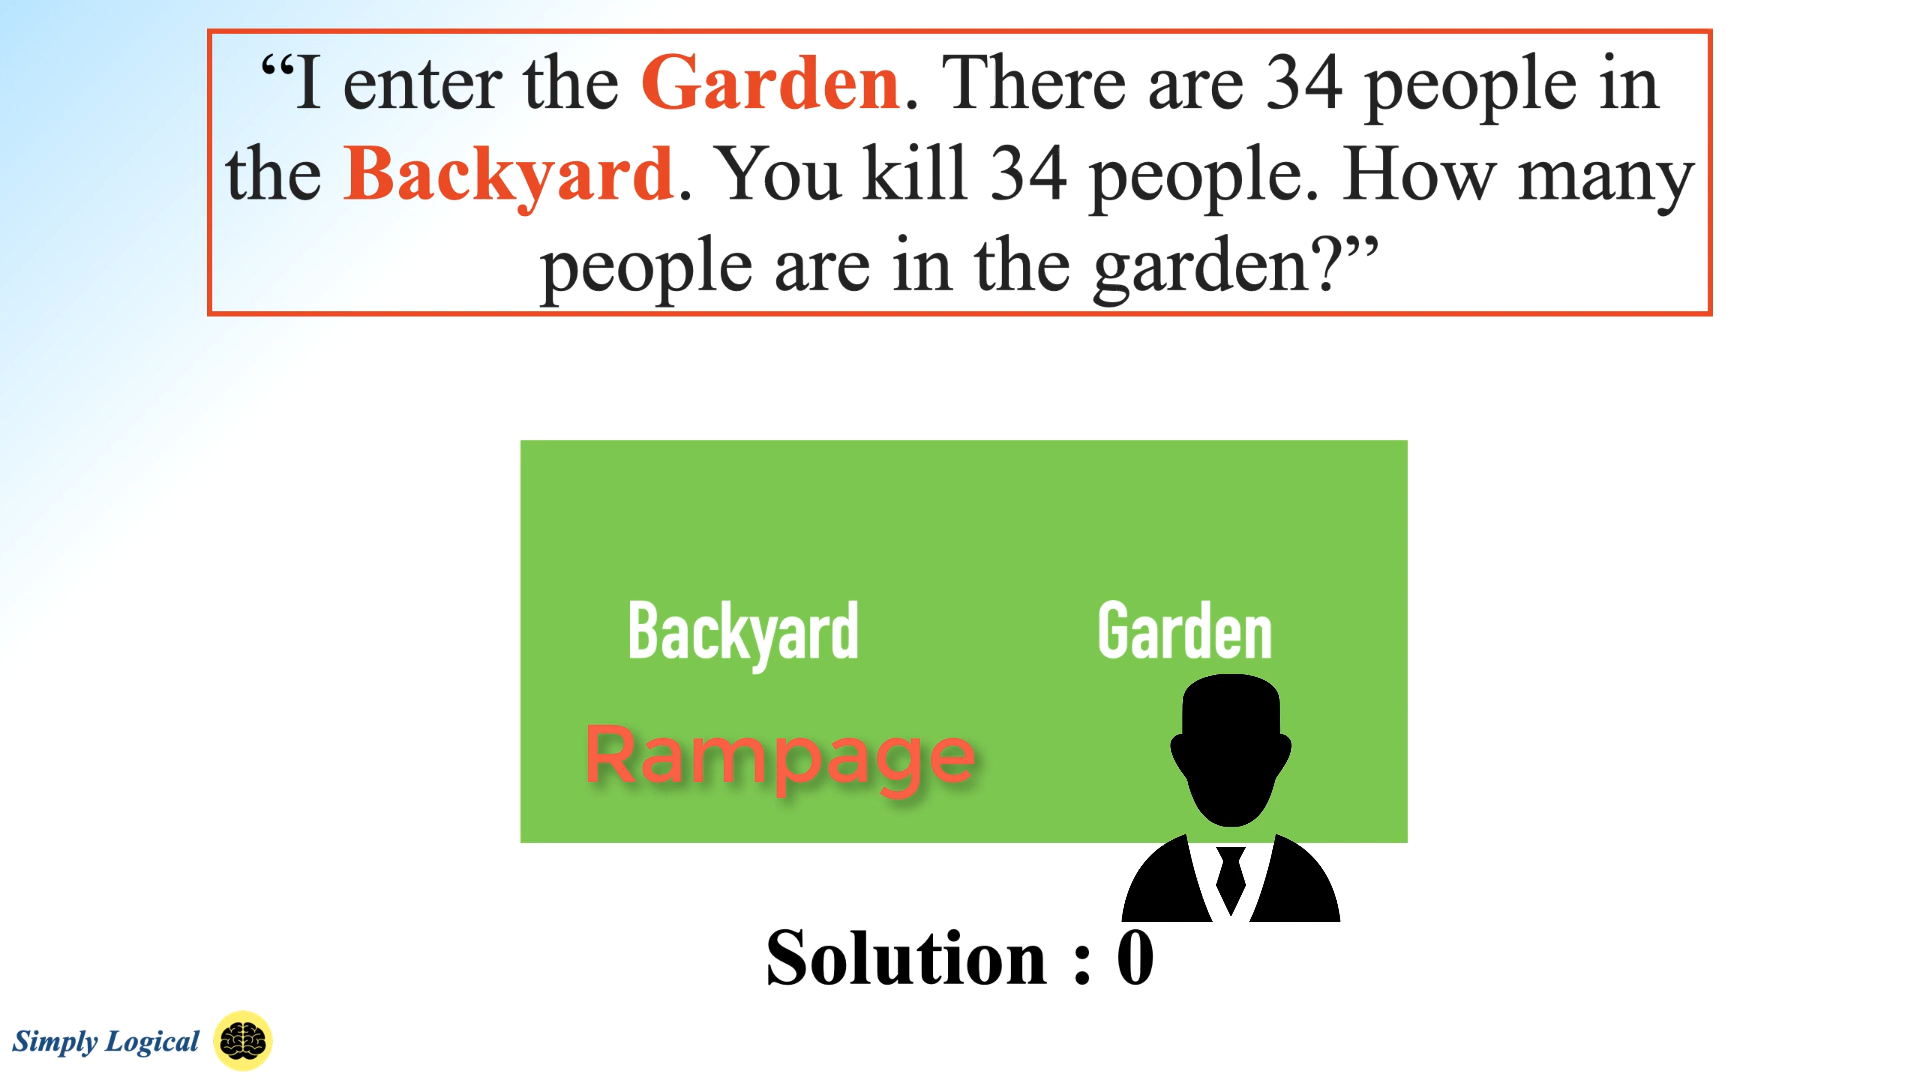 “I enter the Garden. There are 34 people in
the Backyard. You kill 34 people. How many
people are in the garden?”
Backyard Garden
Rampage
Solution : 0
Simply Logical